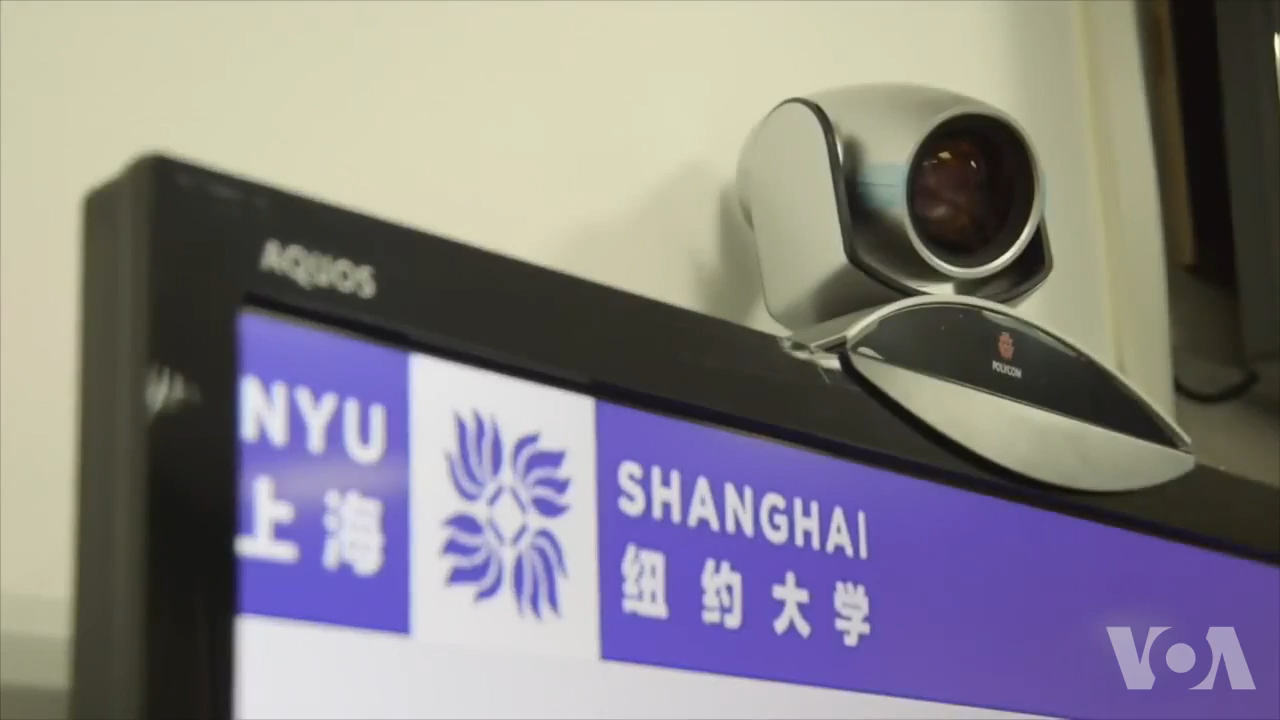 AQUOS
POLYCOM
NYU
上海
SHANGHAI
纽约大学
VOA